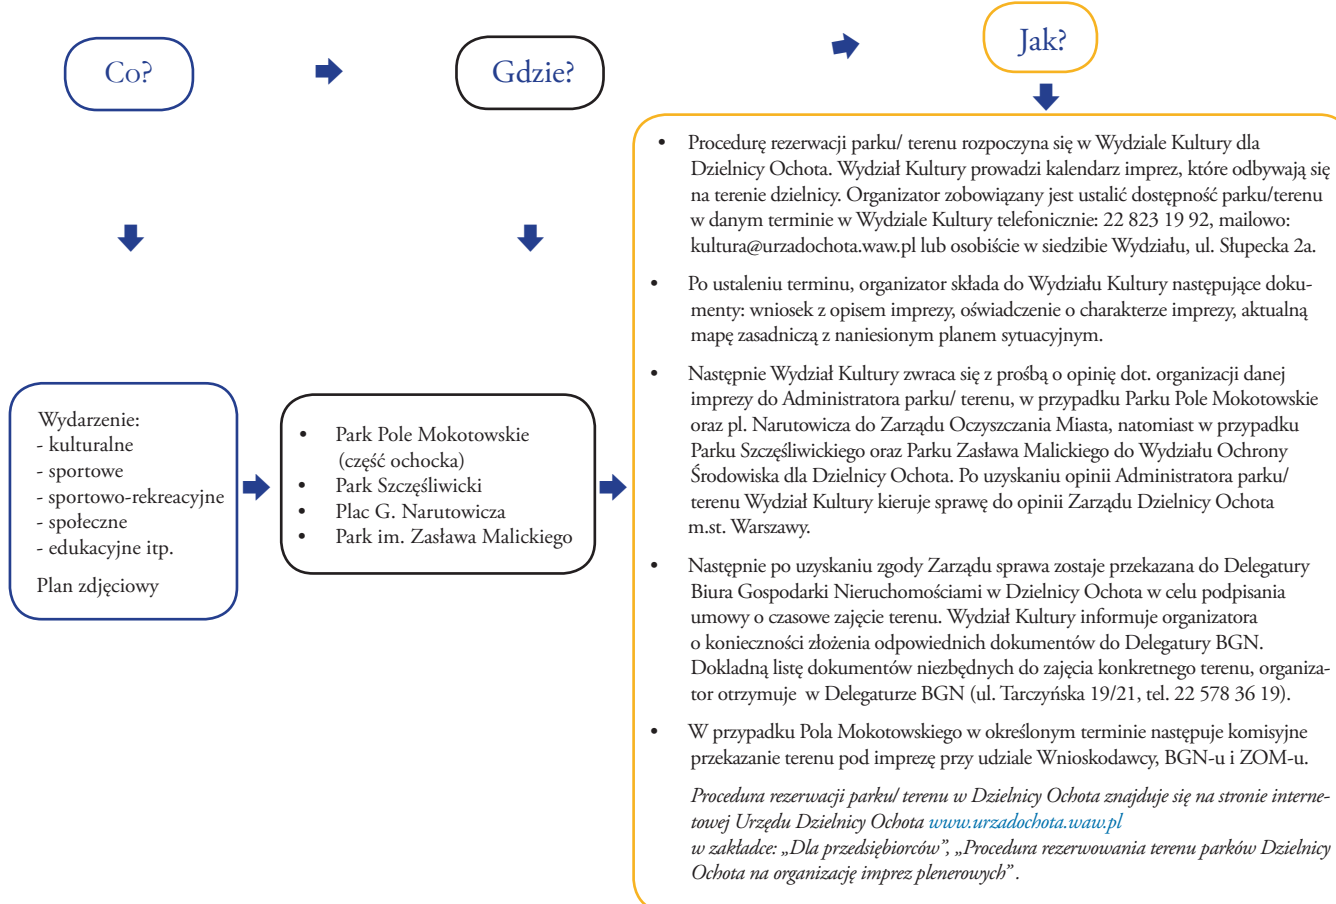 Co?
Gdzie?
Jak?
Wydarzenie:
- kulturalne
- sportowe
- sportowo-rekreacyjne
- społeczne
- edukacyjne itp.
Plan zdjęciowy
• Park Pole Mokotowskie
(część ochocka)
• Park Szczęśliwicki
• Plac G. Narutowicza
• Park im. Zasława Malickiego
• Procedurę rezerwacji parku/ terenu rozpoczyna się w Wydziale Kultury dla
Dzielnicy Ochota. Wydział Kultury prowadzi kalendarz imprez, które odbywają się
na terenie dzielnicy. Organizator zobowiązany jest ustalić dostępność parku/terenu
w danym terminie w Wydziale Kultury telefonicznie: 22 823 19 92, mailowo:
kultura@urzadochota.waw.pl lub osobiście w siedzibie Wydziału, ul. Słupecka 2a.
• Po ustaleniu terminu, organizator składa do Wydziału Kultury następujące doku-
menty: wniosek z opisem imprezy, oświadczenie o charakterze imprezy, aktualną
mapę zasadniczą z naniesionym planem sytuacyjnym.
• Następnie Wydział Kultury zwraca się z prośbą o opinię dot. organizacji danej
imprezy do Administratora parku/ terenu, w przypadku Parku Pole Mokotowskie
oraz pl. Narutowicza do Zarządu Oczyszczania Miasta, natomiast w przypadku
Parku Szczęśliwickiego oraz Parku Zasława Malickiego do Wydziału Ochrony
Środowiska dla Dzielnicy Ochota. Po uzyskaniu opinii Administratora parku/
terenu Wydział Kultury kieruje sprawę do opinii Zarządu Dzielnicy Ochota
m.st. Warszawy.
• Następnie po uzyskaniu zgody Zarządu sprawa zostaje przekazana do Delegatury
Biura Gospodarki Nieruchomościami w Dzielnicy Ochota w celu podpisania
umowy o czasowe zajęcie terenu. Wydział Kultury informuje organizatora
o konieczności złożenia odpowiednich dokumentów do Delegatury BGN.
Dokladną listę dokumentów niezbędnych do zajęcia konkretnego terenu, organiza-
tor otrzymuje w Delegaturze BGN (ul. Tarczyńska 19/21, tel. 22 578 36 19).
• W przypadku Pola Mokotowskiego w określonym terminie następuje komisyjne
przekazanie terenu pod imprezę przy udziale Wnioskodawcy, BGN-u i ZOM-u.
Procedura rezerwacji parku/ terenu w Dzielnicy Ochota znajduje się na stronie interne-
towej Urzędu Dzielnicy Ochota www.urzadochota.waw.pl
w zakładce: „Dla przedsiębiorców”, „Procedura rezerwowania terenu parków Dzielnicy
Ochota na organizację imprez plenerowych” .